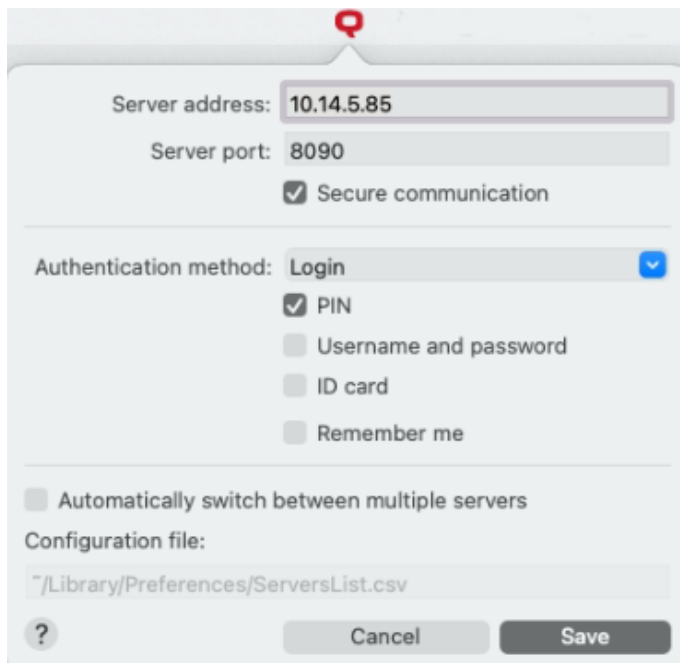 Q
Server address: 10.14.5.85
Server port: 8090
Secure communication
Authentication method: Login
PIN
Username and password
ID card
Remember me
Automatically switch between multiple servers
Configuration file:
~/Library/Preferences/ServersList.csv
? Cancel Save